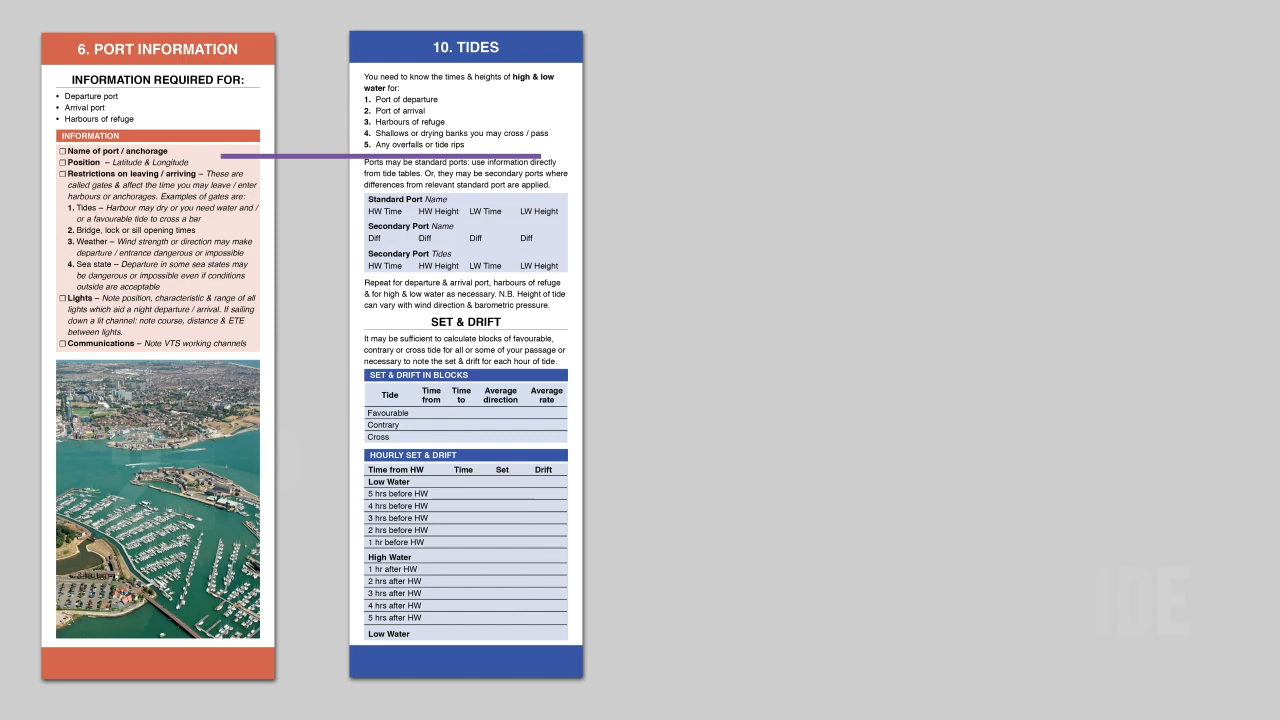 6. PORT INFORMATION
INFORMATION REQUIRED FOR:
• Departure port
• Arrival port
• Harbours of refuge
INFORMATION
❐ Name of port / anchorage
❐ Position – Latitude & Longitude
❐ Restrictions on leaving / arriving – These are
called gates & affect the time you may leave / enter
harbours or anchorages. Examples of gates are:
1. Tides – Harbour may dry or you need water and /
or a favourable tide to cross a bar
2. Bridge, lock or sill opening times
3. Weather – Wind strength or direction may make
departure / entrance dangerous or impossible
4. Sea state – Departure in some sea states may
be dangerous or impossible even if conditions
outside are acceptable
❐ Lights – Note position, characteristic & range of all
lights which aid a night departure / arrival. If sailing
down a lit channel: note course, distance & ETE
between lights.
❐ Communications – Note VTS working channels
10. TIDES
You need to know the times & heights of high & low
water for:
1. Port of departure
2. Port of arrival
3. Harbours of refuge
4. Shallows or drying banks you may cross / pass
5. Any overfalls or tide rips
Ports may be standard ports: use information directly
from tide tables. Or, they may be secondary ports where
differences from relevant standard port are applied.
Standard Port Name
HW Time HW Height LW Time LW Height
Secondary Port Name
Diff Diff Diff Diff
Secondary Port Tides
HW Time HW Height LW Time LW Height
Repeat for departure & arrival port, harbours of refuge
& for high & low water as necessary. N.B. Height of tide
can vary with wind direction & barometric pressure.
SET & DRIFT
It may be sufficient to calculate blocks of favourable,
contrary or cross tide for all or some of your passage or
necessary to note the set & drift for each hour of tide.
SET & DRIFT IN BLOCKS
Tide Time from Time to Average direction Average rate
Favourable
Contrary
Cross
HOURLY SET & DRIFT
Time from HW Time Set Drift
Low Water
5 hrs before HW
4 hrs before HW
3 hrs before HW
2 hrs before HW
1 hr before HW
High Water
1 hr after HW
2 hrs after HW
3 hrs after HW
4 hrs after HW
5 hrs after HW
Low Water
DE